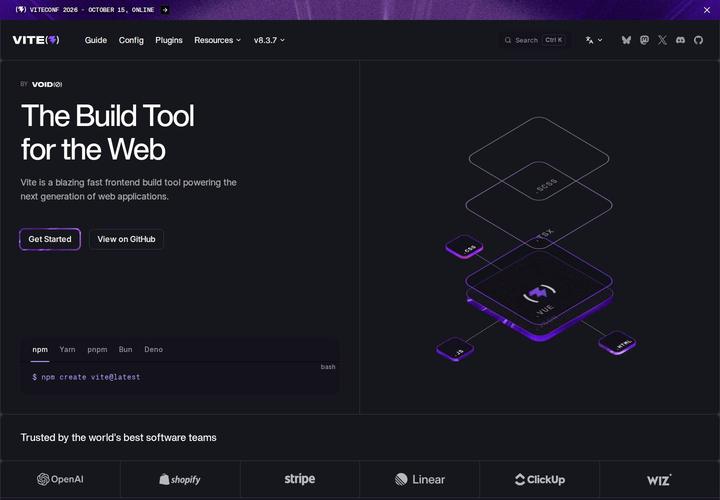 VITECONF 2026 - OCTOBER 15, ONLINE
VITE
Guide
Config
Plugins
Resources
v8.3.7
Search
Ctrl K
BY VOID(0)
The Build Tool
for the Web
Vite is a blazing fast frontend build tool powering the
next generation of web applications.
Get Started
View on GitHub
.SCSS
.TSX
.CSS
.VUE
.JS
.HTML
npm
Yarn
pnpm
Bun
Deno
bash
$ npm create vite@latest
Trusted by the world's best software teams
OpenAI
shopify
stripe
Linear
ClickUp
WIZ